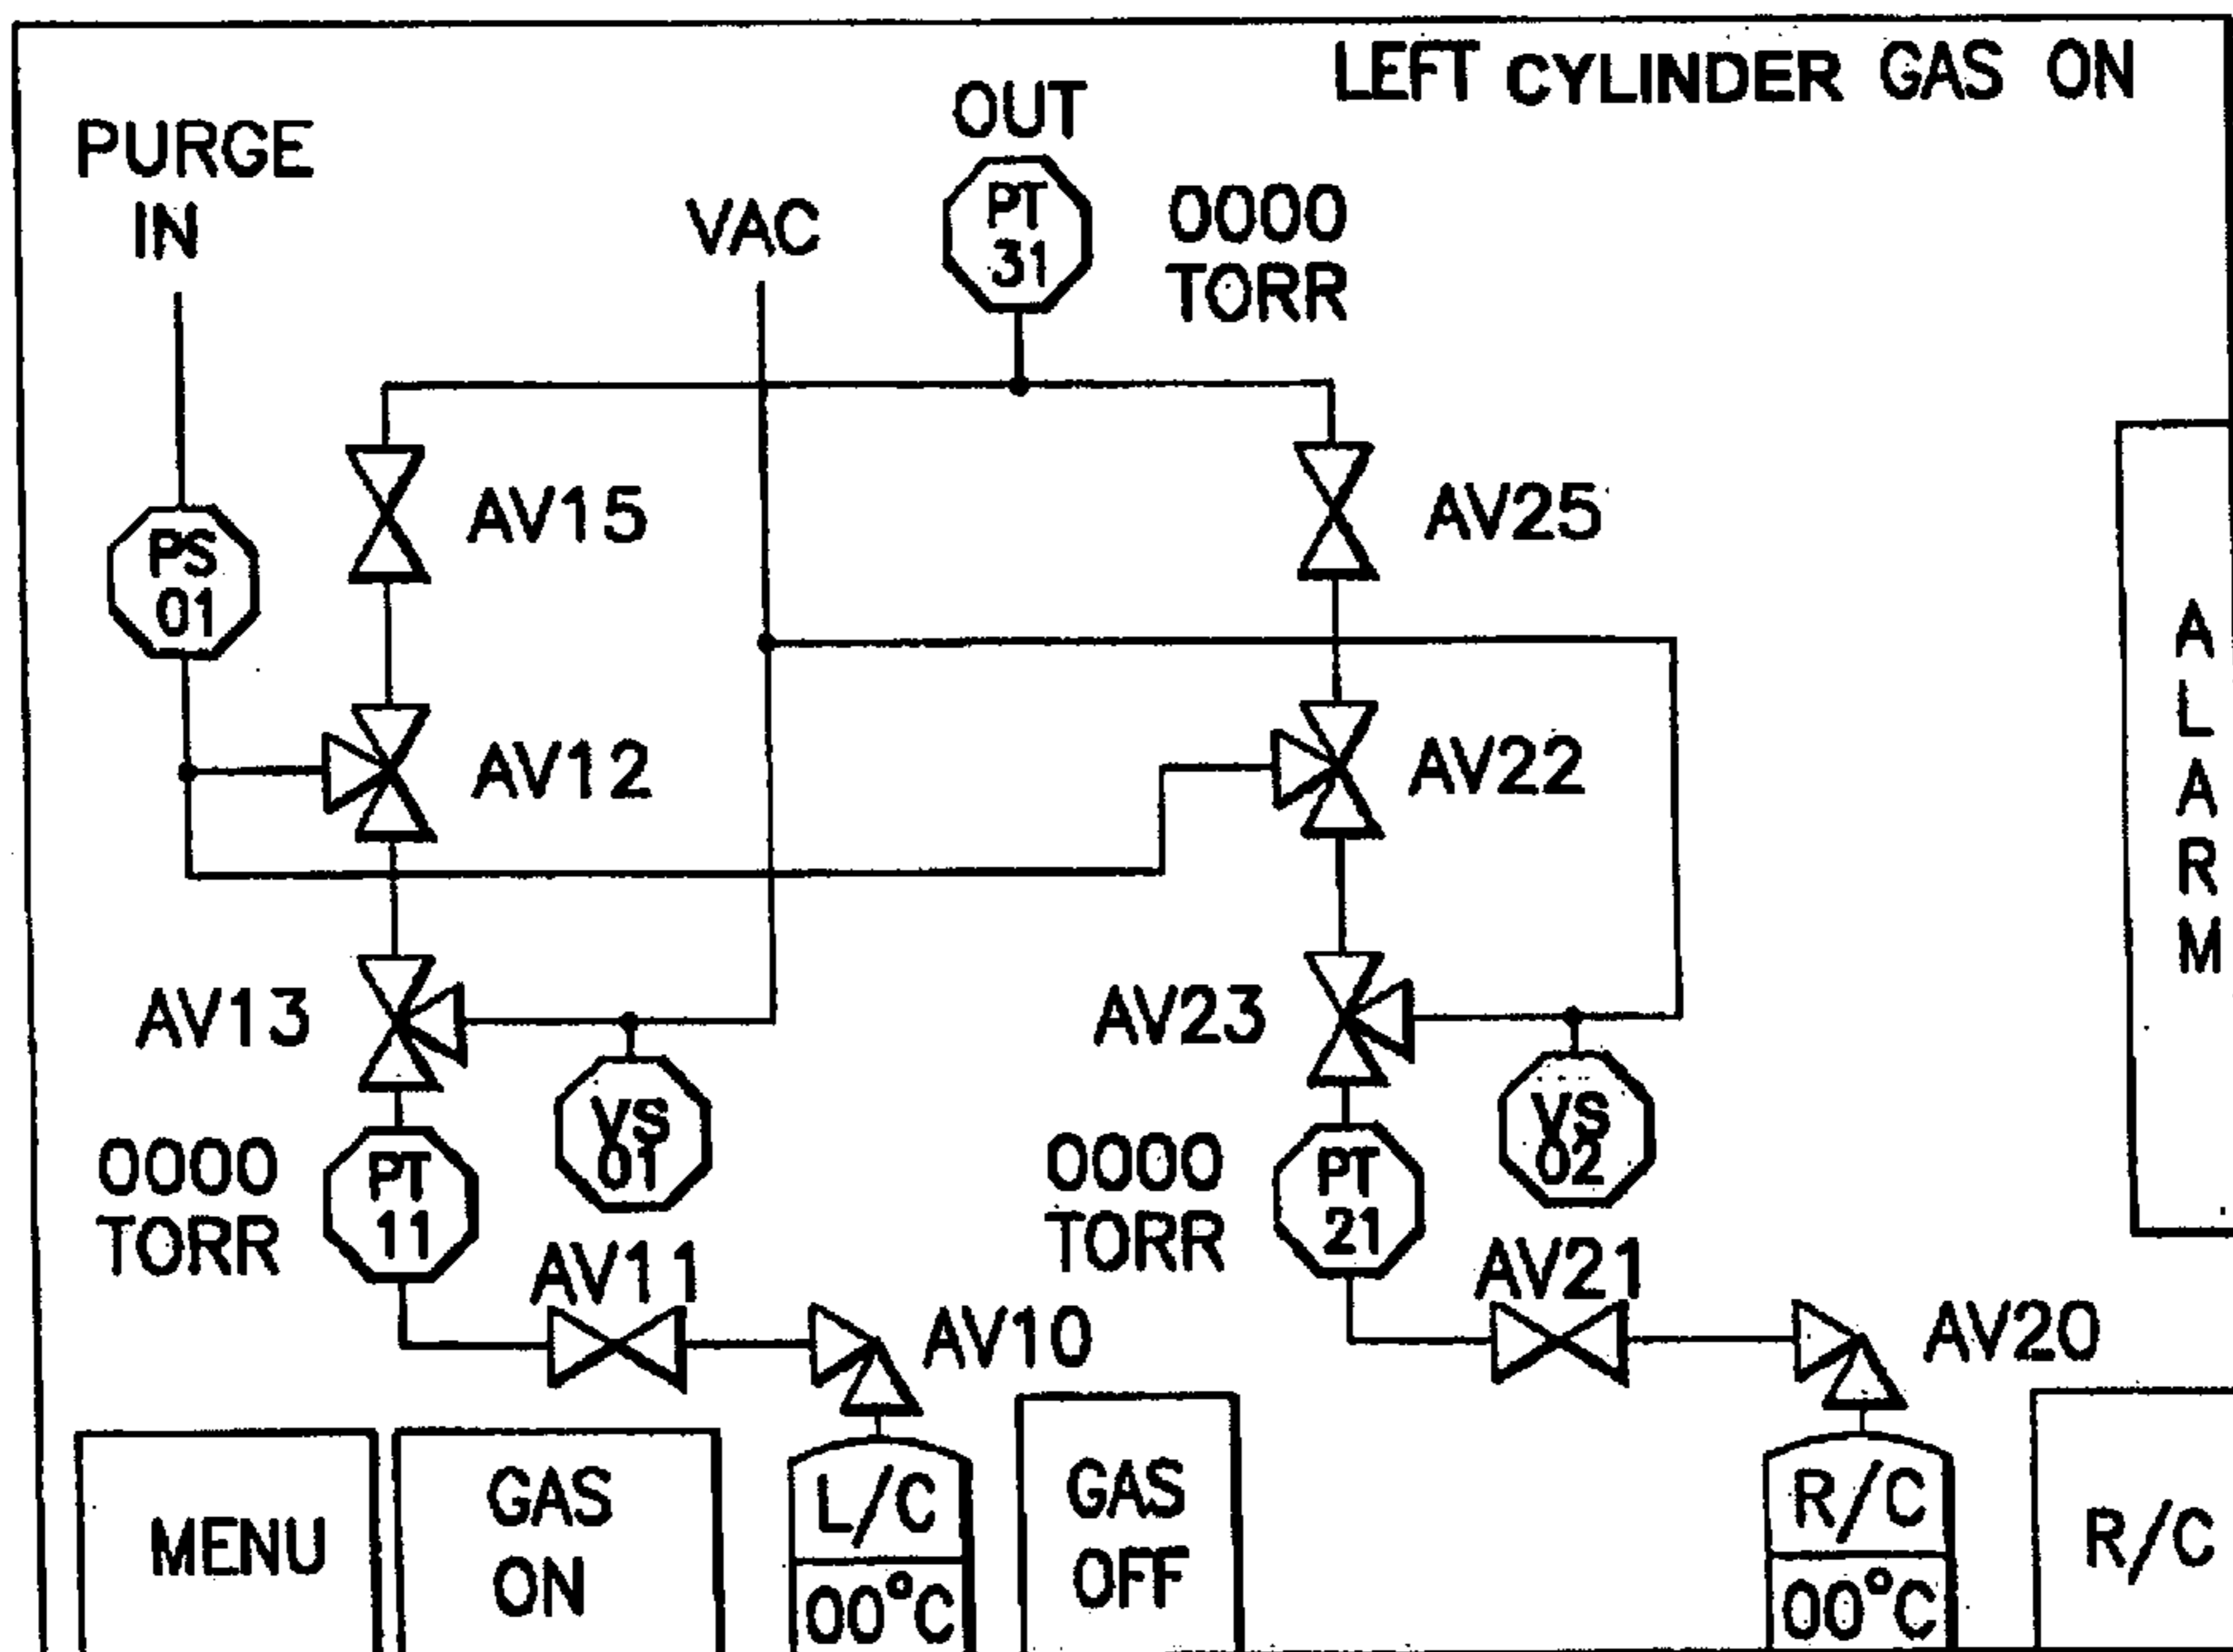 LEFT CYLINDER GAS ON
OUT
PURGE
IN
VAC
PT
31
0000
TORR
AV15
AV25
PS
01
AV12
AV22
A
L
A
R
M
AV13
AV23
VS
01
VS
02
0000
TORR
PT
11
0000
TORR
PT
21
AV11
AV10
AV21
AV20
MENU
GAS
ON
L/C
00°C
GAS
OFF
R/C
00°C
R/C